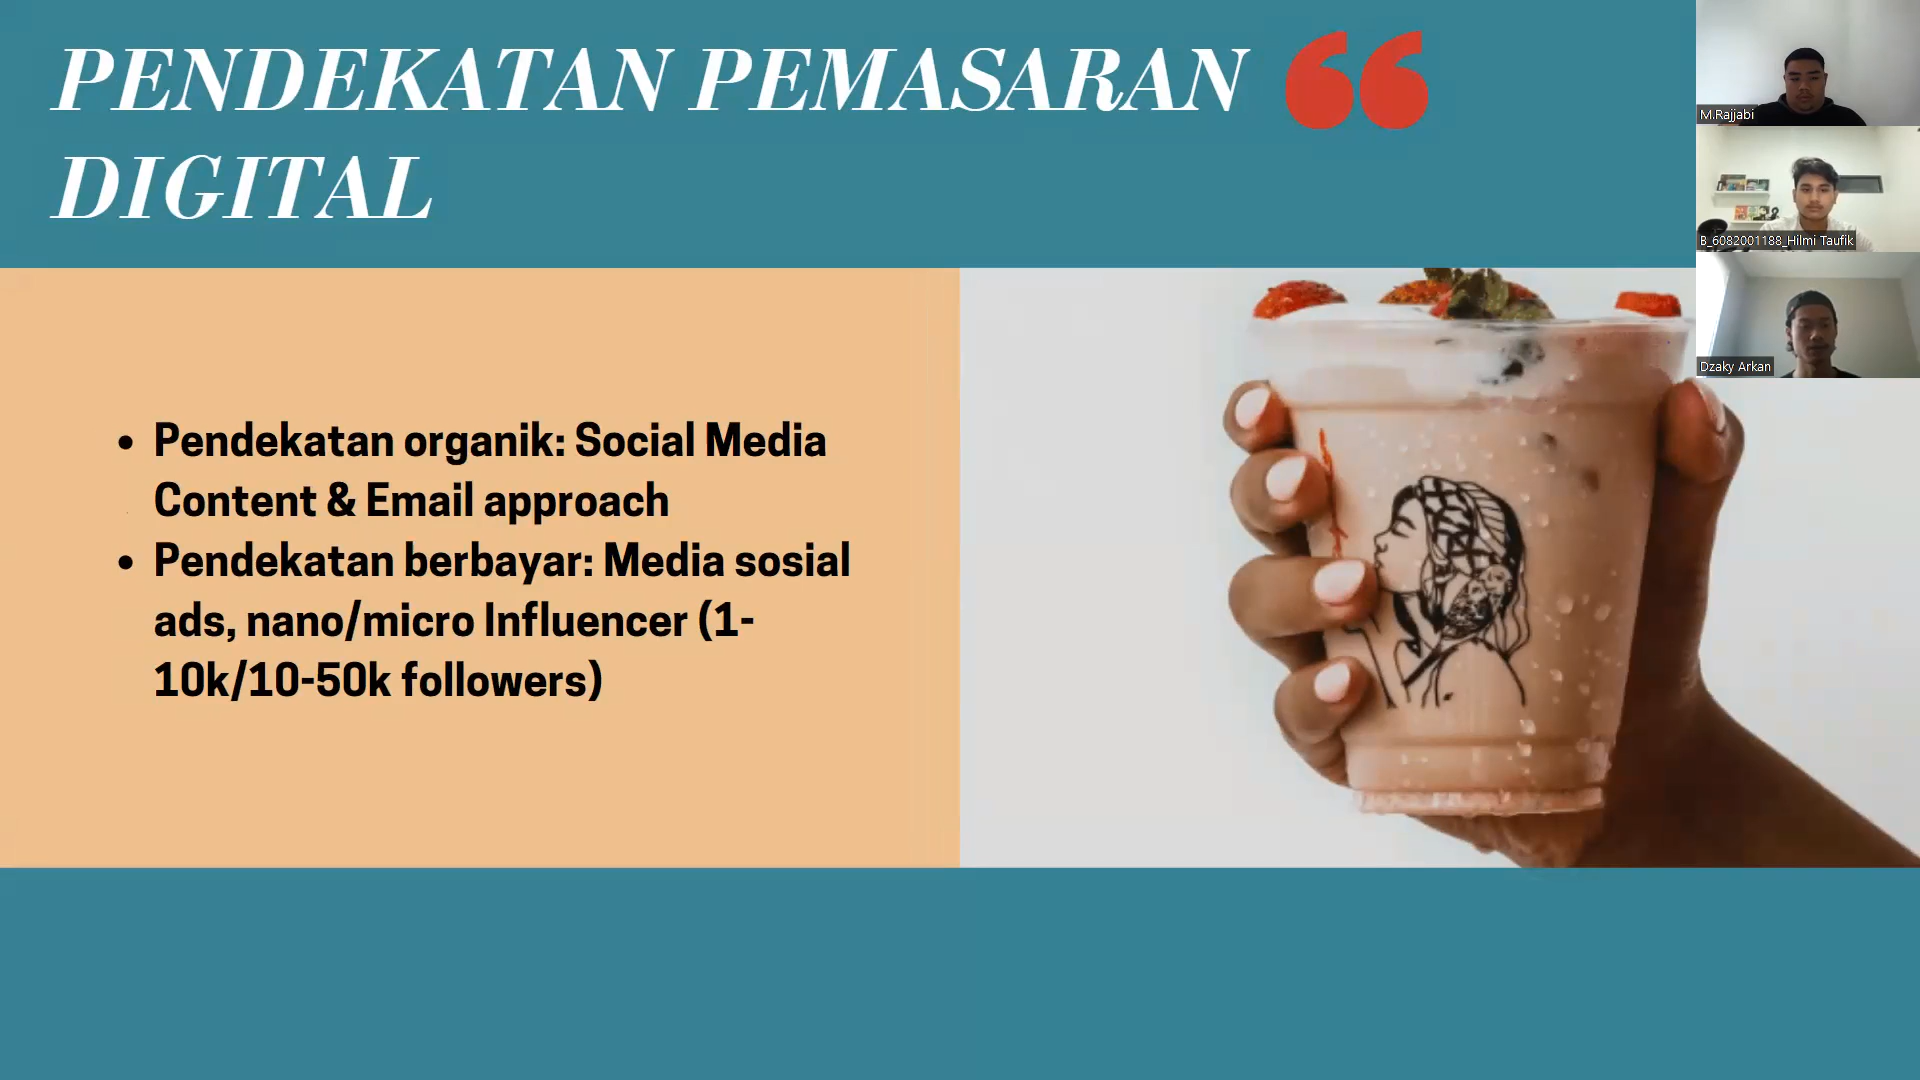 PENDEKATAN PEMASARAN
DIGITAL
• Pendekatan organik: Social Media
Content & Email approach
• Pendekatan berbayar: Media sosial
ads, nano/micro Influencer (1-
10k/10-50k followers)
M.Rajjabi
B_6082001188_Hilmi Taufik
Dzaky Arkan